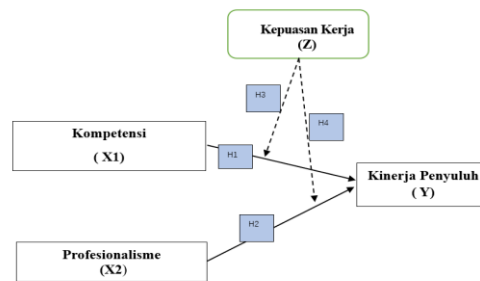 Kepuasan Kerja
(Z)
H3
H4
Kompetensi
( X1)
H1
Kinerja Penyuluh
( Y)
H2
Profesionalisme
(X2)